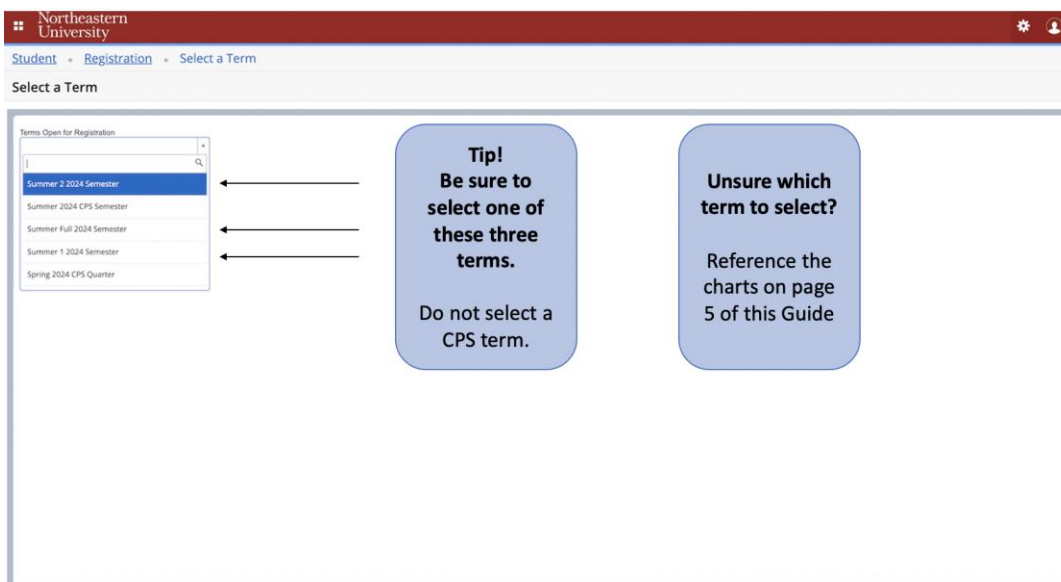 Northeastern
University
Student • Registration • Select a Term
Select a Term
Terms Open for Registration
Summer 2 2024 Semester
Summer 2024 CPS Semester
Summer Full 2024 Semester
Summer 1 2024 Semester
Spring 2024 CPS Quarter
Tip!
Be sure to
select one of
these three
terms.
Do not select a
CPS term.
Unsure which
term to select?
Reference the
charts on page
5 of this Guide